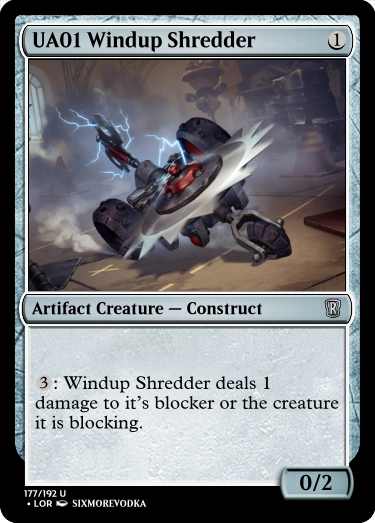 UA01 Windup Shredder 1
Artifact Creature — Construct R
3: Windup Shredder deals 1
damage to it's blocker or the creature
it is blocking.
0/2
177/192 U
• LOR SIXMOREVODKA